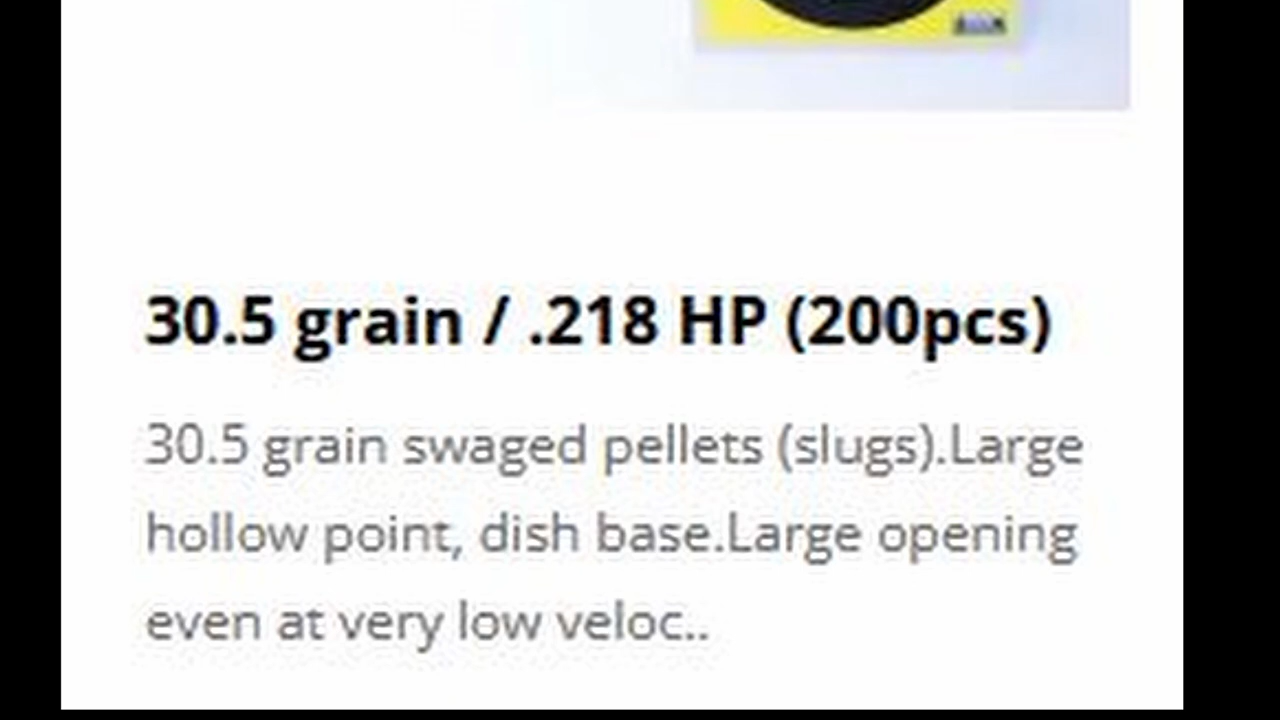 30.5 grain / .218 HP (200pcs)
30.5 grain swaged pellets (slugs).Large
hollow point, dish base.Large opening
even at very low veloc..